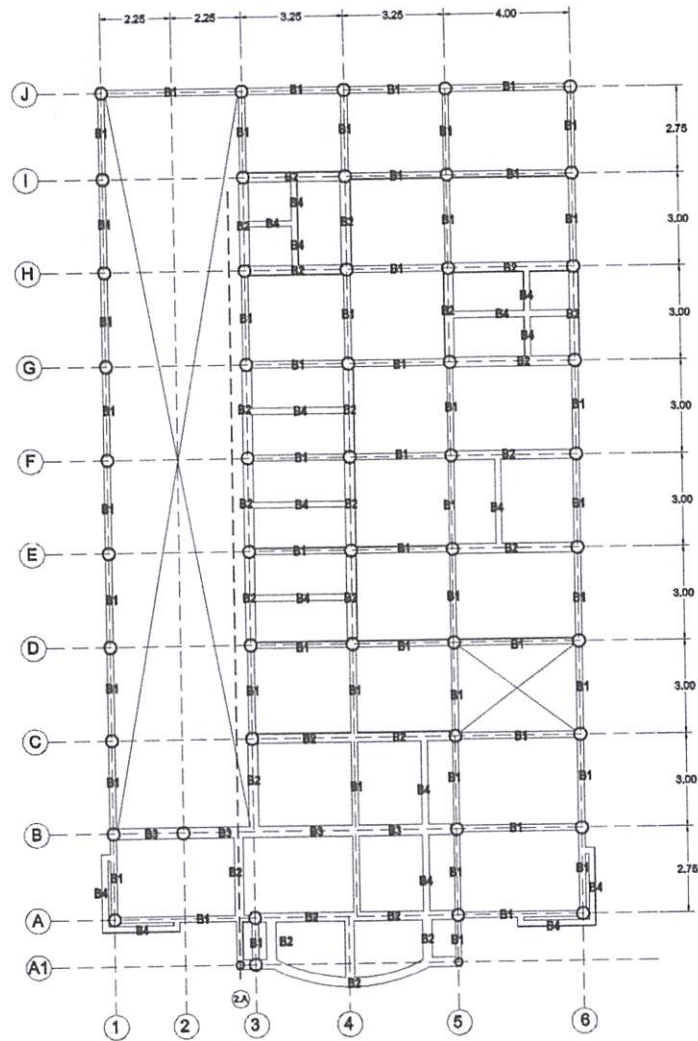 2.25 2.25 3.25 3.25 4.00
J B1 B1 B1 B1
B1 B1 B1 B1 B1 2.75
I B2 B1 B1
B4
B1 B2 B4 B2 B1 B1 3.00
B4
H B2 B1 B2
B4
B1 B1 B1 B2 B4 B2 3.00
B4
G B1 B1 B2
B1 B2 B4 B2 B1 B1 3.00
F B1 B1 B2
B1 B2 B4 B2 B1 B4 B1 3.00
E B1 B1 B2
B1 B2 B4 B2 B1 B1 3.00
D B1 B1 B1
B1 B1 B1 B1 B1 3.00
C B2 B2 B1
B1 B2 B1 B4 B1 3.00
B B3 B3 B3 B3 B1
B4 B1 B2 B4 B1 B1 B4 2.75
A B1 B2 B2 B1
B4 B4
B1 B2 B2 B1
A1 B2
1 2 2.A 3 4 5 6